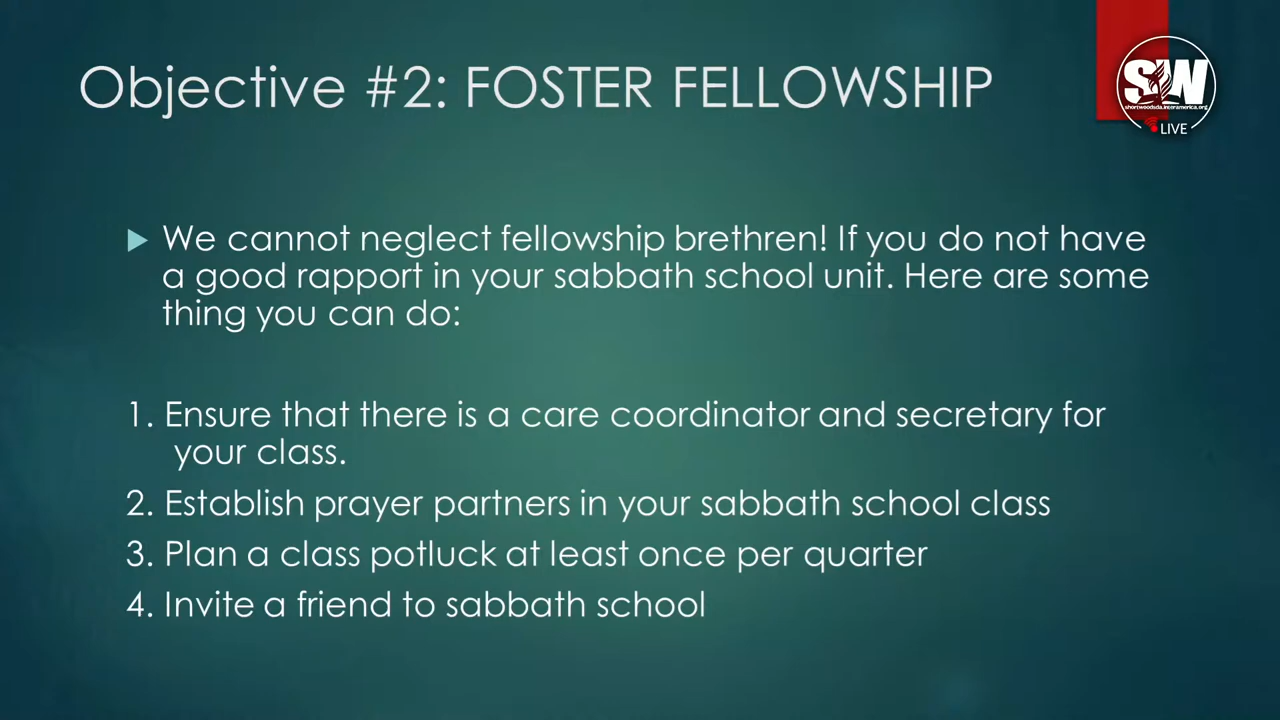 Objective #2: FOSTER FELLOWSHIP
SW
shortwoodsda.interamerica.org
LIVE
We cannot neglect fellowship brethren! If you do not have
a good rapport in your sabbath school unit. Here are some
thing you can do:
1. Ensure that there is a care coordinator and secretary for
your class.
2. Establish prayer partners in your sabbath school class
3. Plan a class potluck at least once per quarter
4. Invite a friend to sabbath school